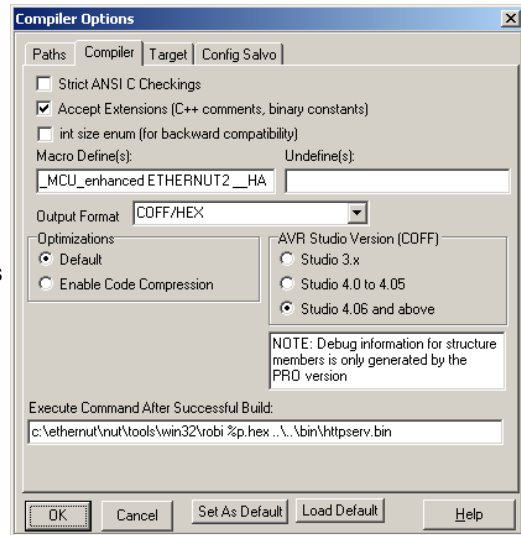 Compiler Options
Paths Compiler Target Config Salvo
Strict ANSI C Checkings
Accept Extensions (C++ comments, binary constants)
int size enum (for backward compatibility)
Macro Define(s): Undefine(s):
_MCU_enhanced ETHERNUT2 __HA
Output Format COFF/HEX
Optimizations
Default
Enable Code Compression
AVR Studio Version (COFF)
Studio 3.x
Studio 4.0 to 4.05
Studio 4.06 and above
NOTE: Debug information for structure
members is only generated by the
PRO version
Execute Command After Successful Build:
c:\ethernut\nut\tools\win32\robi %p.hex ..\..\bin\httpserv.bin
OK Cancel Set As Default Load Default Help
s